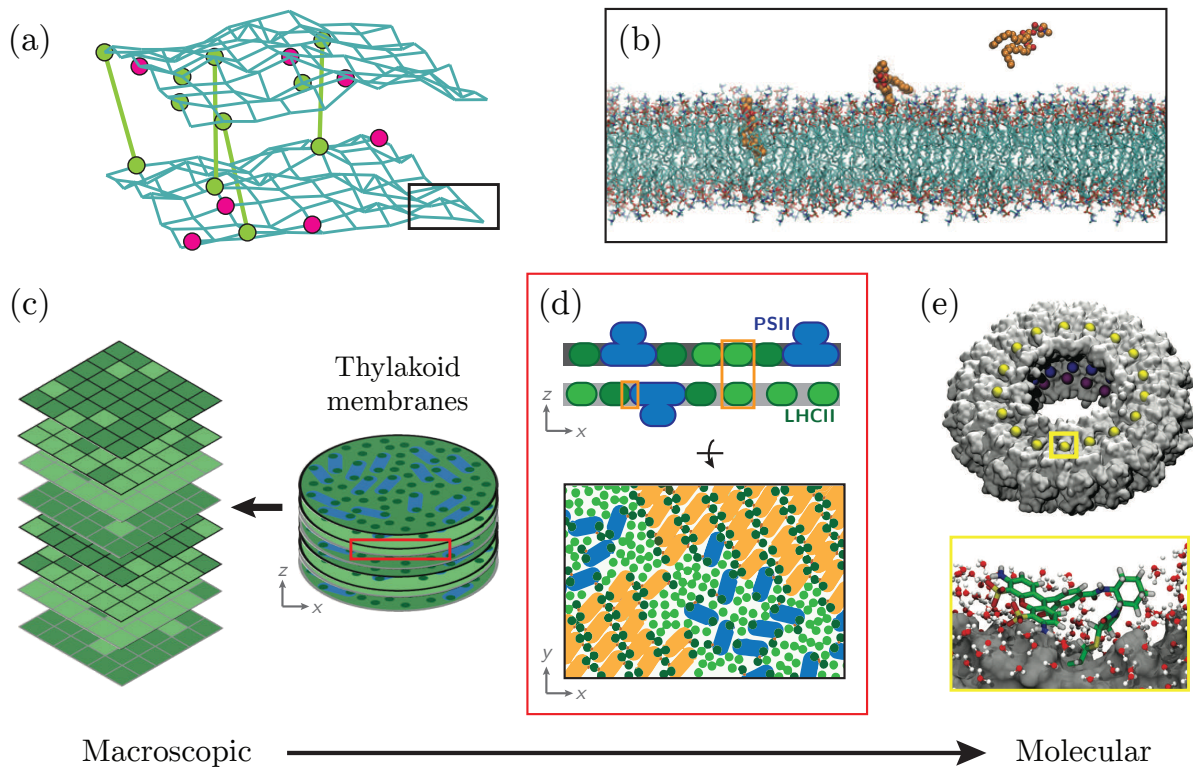 (a)
(b)
(c)
Thylakoid
membranes
z
x
(d)
PSII
LHCII
z
x
y
x
(e)
Macroscopic
Molecular